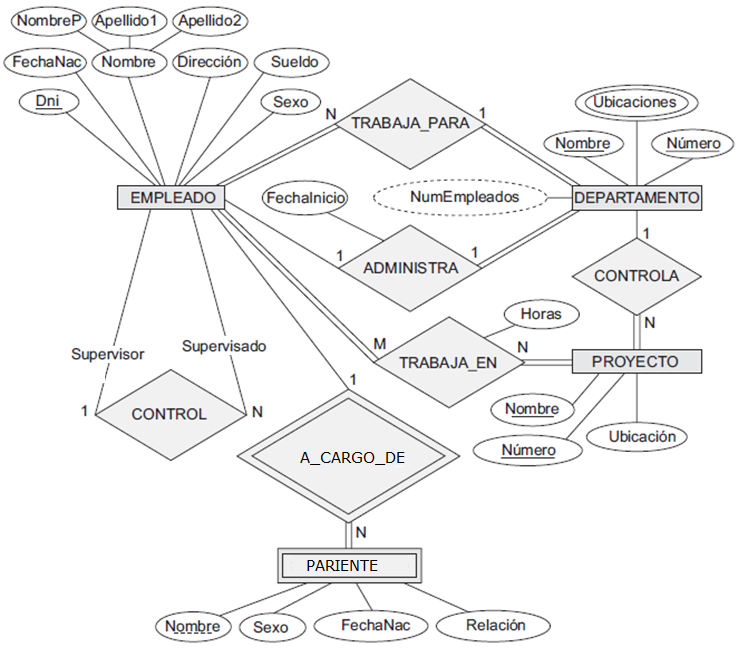 NombreP Apellido1 Apellido2
FechaNac Nombre Dirección Sueldo
Dni Sexo
N TRABAJA_PARA 1
Ubicaciones
Nombre Número
EMPLEADO FechaInicio NumEmpleados DEPARTAMENTO
1 ADMINISTRA 1
1
CONTROLA
N
Horas
M TRABAJA_EN N PROYECTO
Supervisor Supervisado
1 CONTROL N
1
Nombre
Número Ubicación
A_CARGO_DE
N
PARIENTE
Nombre Sexo FechaNac Relación